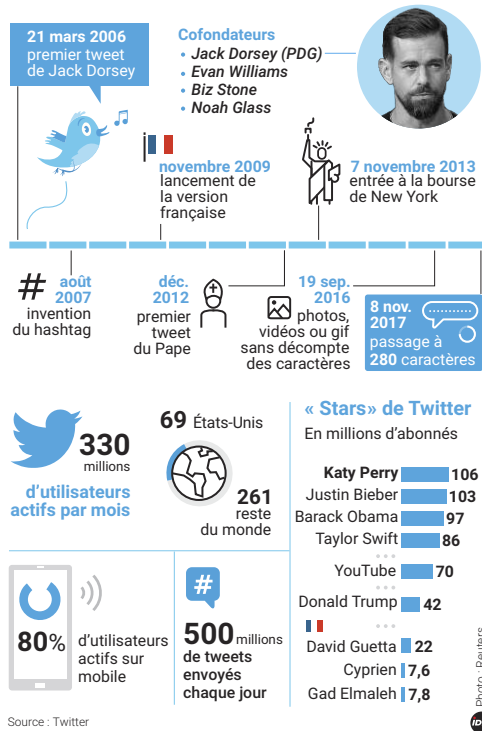 21 mars 2006
premier tweet
de Jack Dorsey
Cofondateurs
• Jack Dorsey (PDG)
• Evan Williams
• Biz Stone
• Noah Glass
novembre 2009
lancement de
la version
française
7 novembre 2013
entrée à la bourse
de New York
# août
2007
invention
du hashtag
déc.
2012
premier
tweet
du Pape
19 sep.
2016
photos,
vidéos ou gif
sans décompte
des caractères
8 nov.
2017
passage à
280 caractères
330
millions
d'utilisateurs
actifs par mois
69 États-Unis
261
reste
du monde
80% d'utilisateurs
actifs sur
mobile
#
500 millions
de tweets
envoyés
chaque jour
« Stars» de Twitter
En millions d'abonnés
Katy Perry 106
Justin Bieber 103
Barack Obama 97
Taylor Swift 86
YouTube 70
Donald Trump 42
David Guetta 22
Cyprien 7,6
Gad Elmaleh 7,8
Photo : Reuters
Source : Twitter
iD